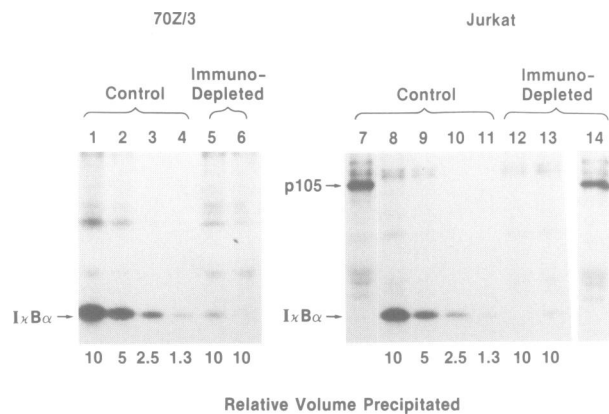 70Z/3
Jurkat
Immuno-
Depleted
Control
Immuno-
Depleted
Control
1 2 3 4 5 6
7 8 9 10 11 12 13 14
p105
IϰBα
IϰBα
10 5 2.5 1.3 10 10
10 5 2.5 1.3 10 10
Relative Volume Precipitated